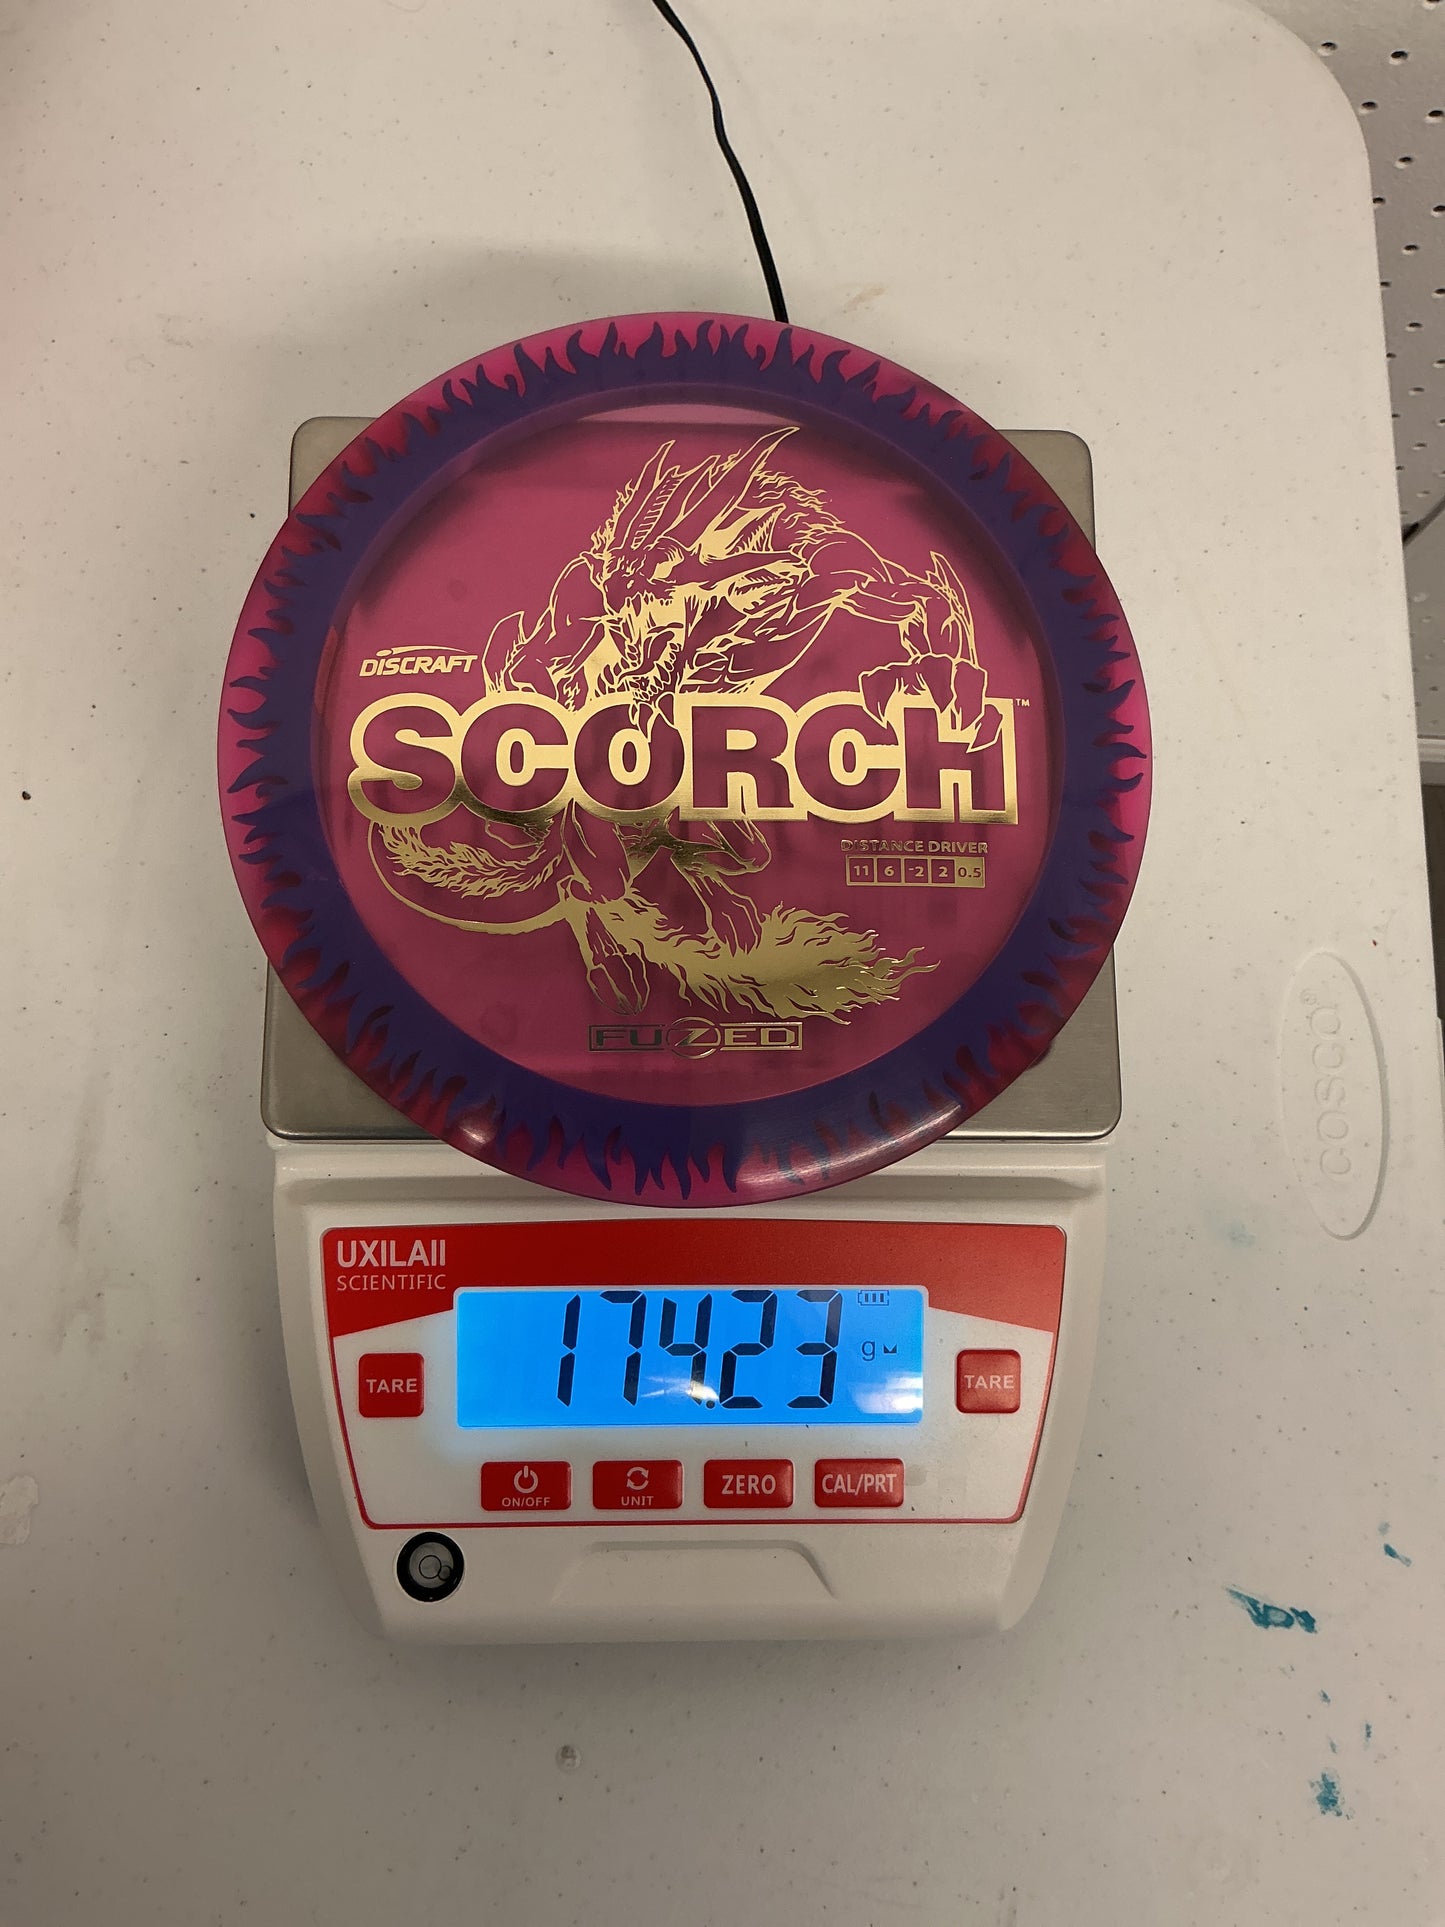 DISCRAFT
SCORCH™
DISTANCE DRIVER
11 6 -2 2 0.5
FUZED
COSCO®
UXILAII
SCIENTIFIC
174.23 g
TARE
TARE
ON/OFF
UNIT
ZERO
CAL/PRT